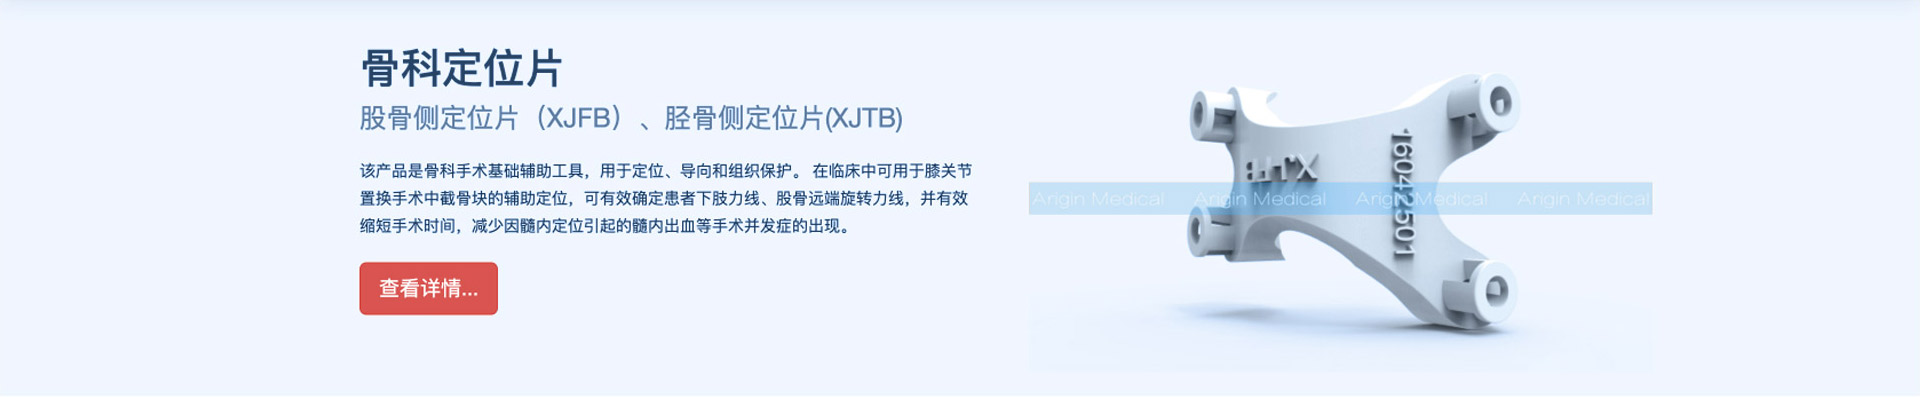 骨科定位片
股骨侧定位片（XJFB）、胫骨侧定位片(XJTB)
该产品是骨科手术基础辅助工具，用于定位、导向和组织保护。 在临床中可用于膝关节
置换手术中截骨块的辅助定位，可有效确定患者下肢力线、股骨远端旋转力线，并有效
缩短手术时间，减少因髓内定位引起的髓内出血等手术并发症的出现。
查看详情...
160422501
Arigin Medical Arigin Medical Arigin Medical Arigin Medical